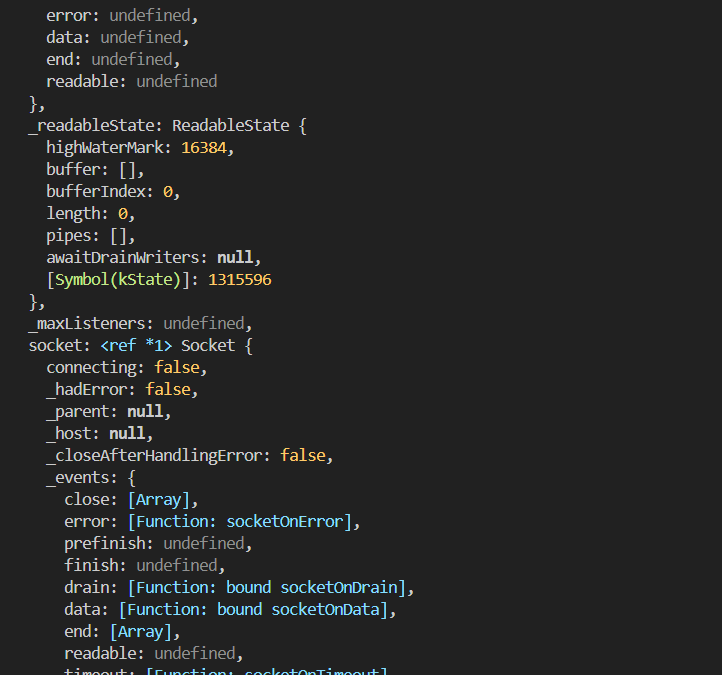 error: undefined,
data: undefined,
end: undefined,
readable: undefined
},
_readableState: ReadableState {
highWaterMark: 16384,
buffer: [],
bufferIndex: 0,
length: 0,
pipes: [],
awaitDrainWriters: null,
[Symbol(kState)]: 1315596
},
_maxListeners: undefined,
socket: <ref *1> Socket {
connecting: false,
_hadError: false,
_parent: null,
_host: null,
_closeAfterHandlingError: false,
_events: {
close: [Array],
error: [Function: socketOnError],
prefinish: undefined,
finish: undefined,
drain: [Function: bound socketOnDrain],
data: [Function: bound socketOnData],
end: [Array],
readable: undefined,
timeout: [Function: socketOnTimeout]